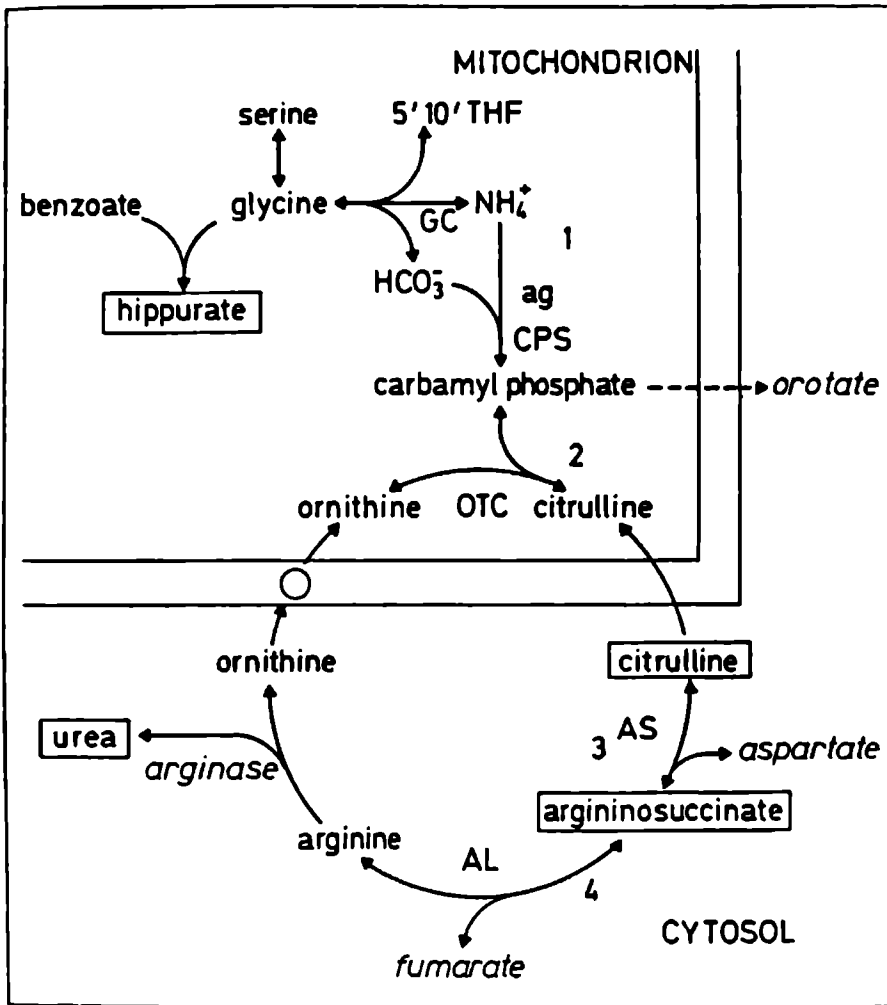 MITOCHONDRION
serine 5'10'THF
benzoate glycine GC NH₄⁺
1
HCO₃⁻ ag
hippurate
CPS
carbamyl phosphate orotate
2
ornithine OTC citrulline
ornithine citrulline
urea 3 AS aspartate
arginase
argininosuccinate
arginine AL
4
CYTOSOL
fumarate